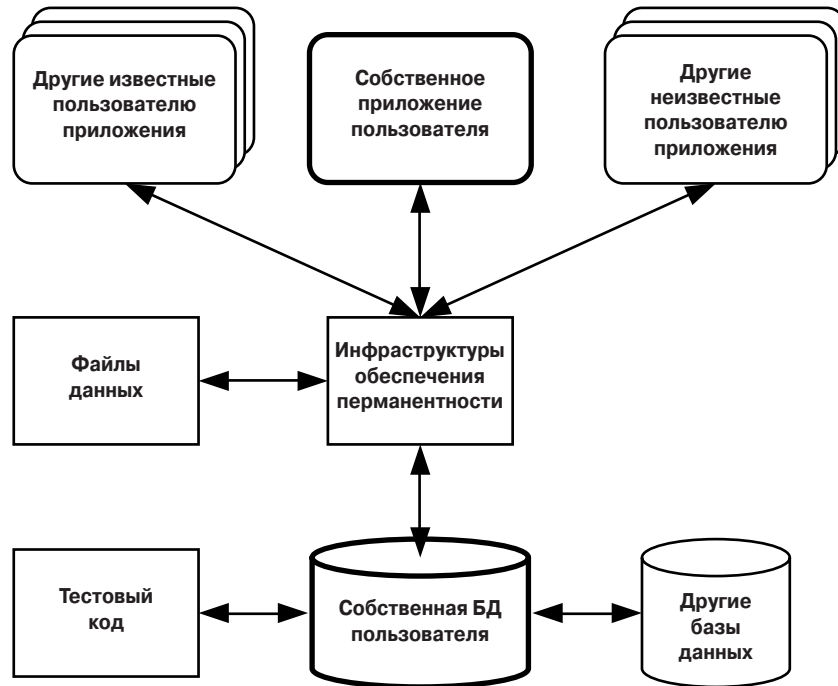 Другие известные
пользователю
приложения
Собственное
приложение
пользователя
Другие
неизвестные
пользователю
приложения
Файлы
данных
Инфраструктуры
обеспечения
перманентности
Тестовый
код
Собственная БД
пользователя
Другие
базы
данных